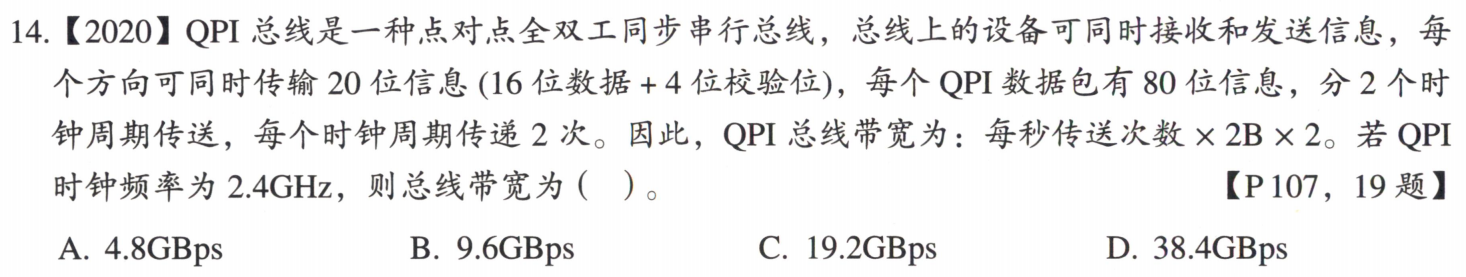 14.【2020】QPI 总线是一种点对点全双工同步串行总线，总线上的设备可同时接收和发送信息，每
个方向可同时传输 20 位信息 (16 位数据 + 4 位校验位)，每个 QPI 数据包有 80 位信息，分 2 个时
钟周期传送，每个时钟周期传递 2 次。因此，QPI 总线带宽为：每秒传送次数 × 2B × 2。若 QPI
时钟频率为 2.4GHz，则总线带宽为 (　)。 【P 107，19 题】
A. 4.8GBps B. 9.6GBps C. 19.2GBps D. 38.4GBps